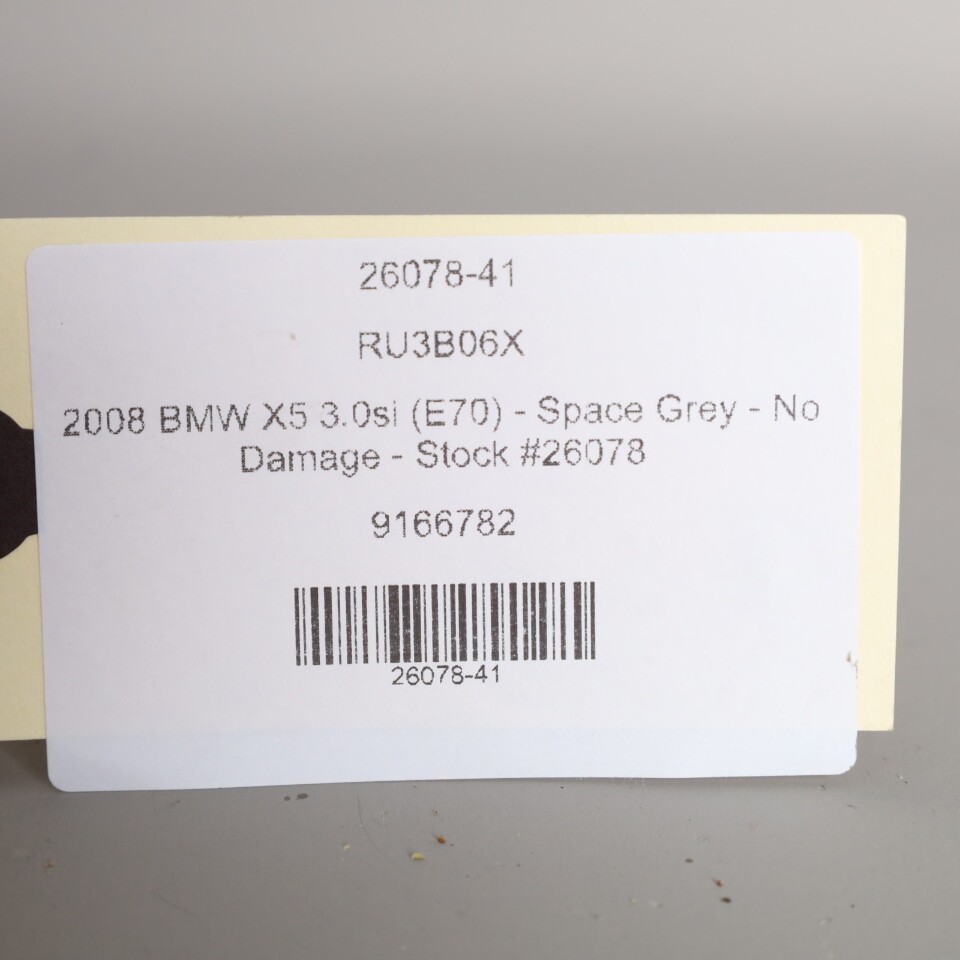 26078-41
RU3B06X
2008 BMW X5 3.0si (E70) - Space Grey - No
Damage - Stock #26078
9166782
26078-41